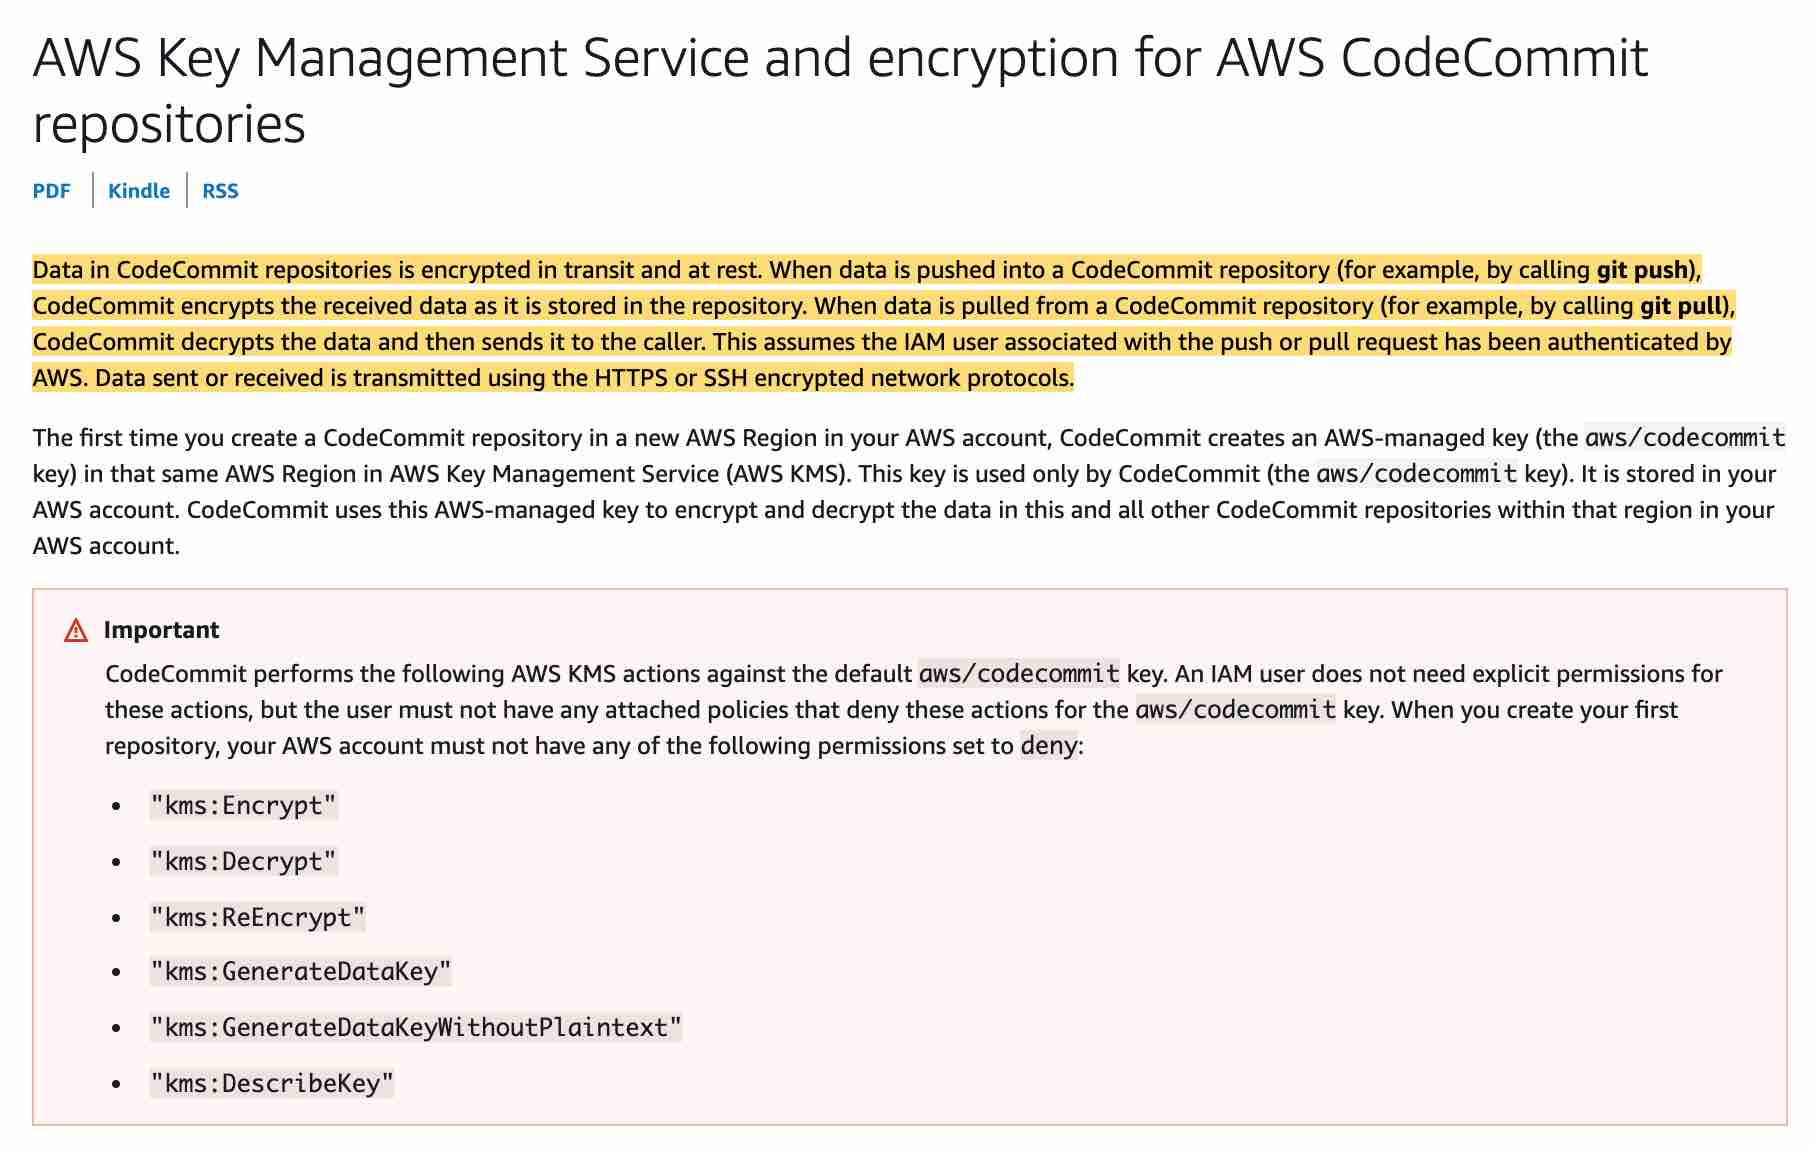 AWS Key Management Service and encryption for AWS CodeCommit
repositories
PDF | Kindle | RSS
Data in CodeCommit repositories is encrypted in transit and at rest. When data is pushed into a CodeCommit repository (for example, by calling git push),
CodeCommit encrypts the received data as it is stored in the repository. When data is pulled from a CodeCommit repository (for example, by calling git pull),
CodeCommit decrypts the data and then sends it to the caller. This assumes the IAM user associated with the push or pull request has been authenticated by
AWS. Data sent or received is transmitted using the HTTPS or SSH encrypted network protocols.
The first time you create a CodeCommit repository in a new AWS Region in your AWS account, CodeCommit creates an AWS-managed key (the aws/codecommit
key) in that same AWS Region in AWS Key Management Service (AWS KMS). This key is used only by CodeCommit (the aws/codecommit key). It is stored in your
AWS account. CodeCommit uses this AWS-managed key to encrypt and decrypt the data in this and all other CodeCommit repositories within that region in your
AWS account.
Important
CodeCommit performs the following AWS KMS actions against the default aws/codecommit key. An IAM user does not need explicit permissions for
these actions, but the user must not have any attached policies that deny these actions for the aws/codecommit key. When you create your first
repository, your AWS account must not have any of the following permissions set to deny:
• "kms:Encrypt"
• "kms:Decrypt"
• "kms:ReEncrypt"
• "kms:GenerateDataKey"
• "kms:GenerateDataKeyWithoutPlaintext"
• "kms:DescribeKey"